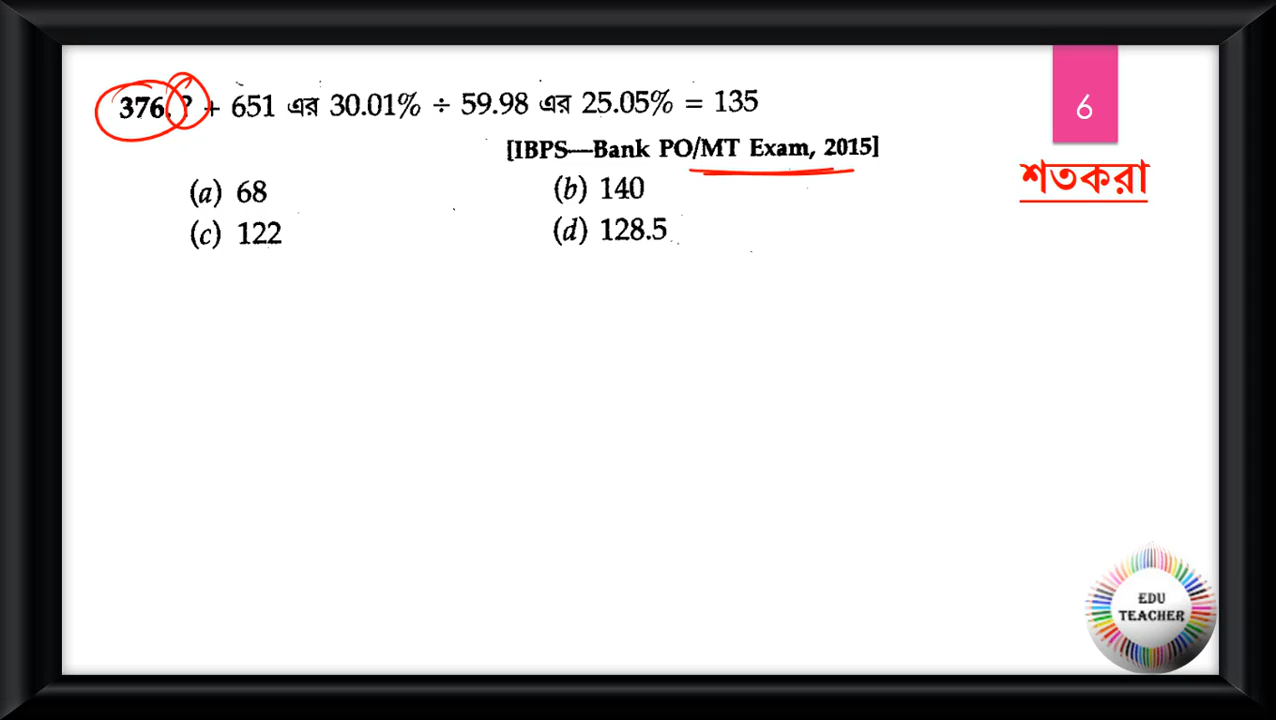 376. ? + 651 এর 30.01% ÷ 59.98 এর 25.05% = 135
[IBPS—Bank PO/MT Exam, 2015]
(a) 68 (b) 140
(c) 122 (d) 128.5
6
শতকরা
EDU
TEACHER